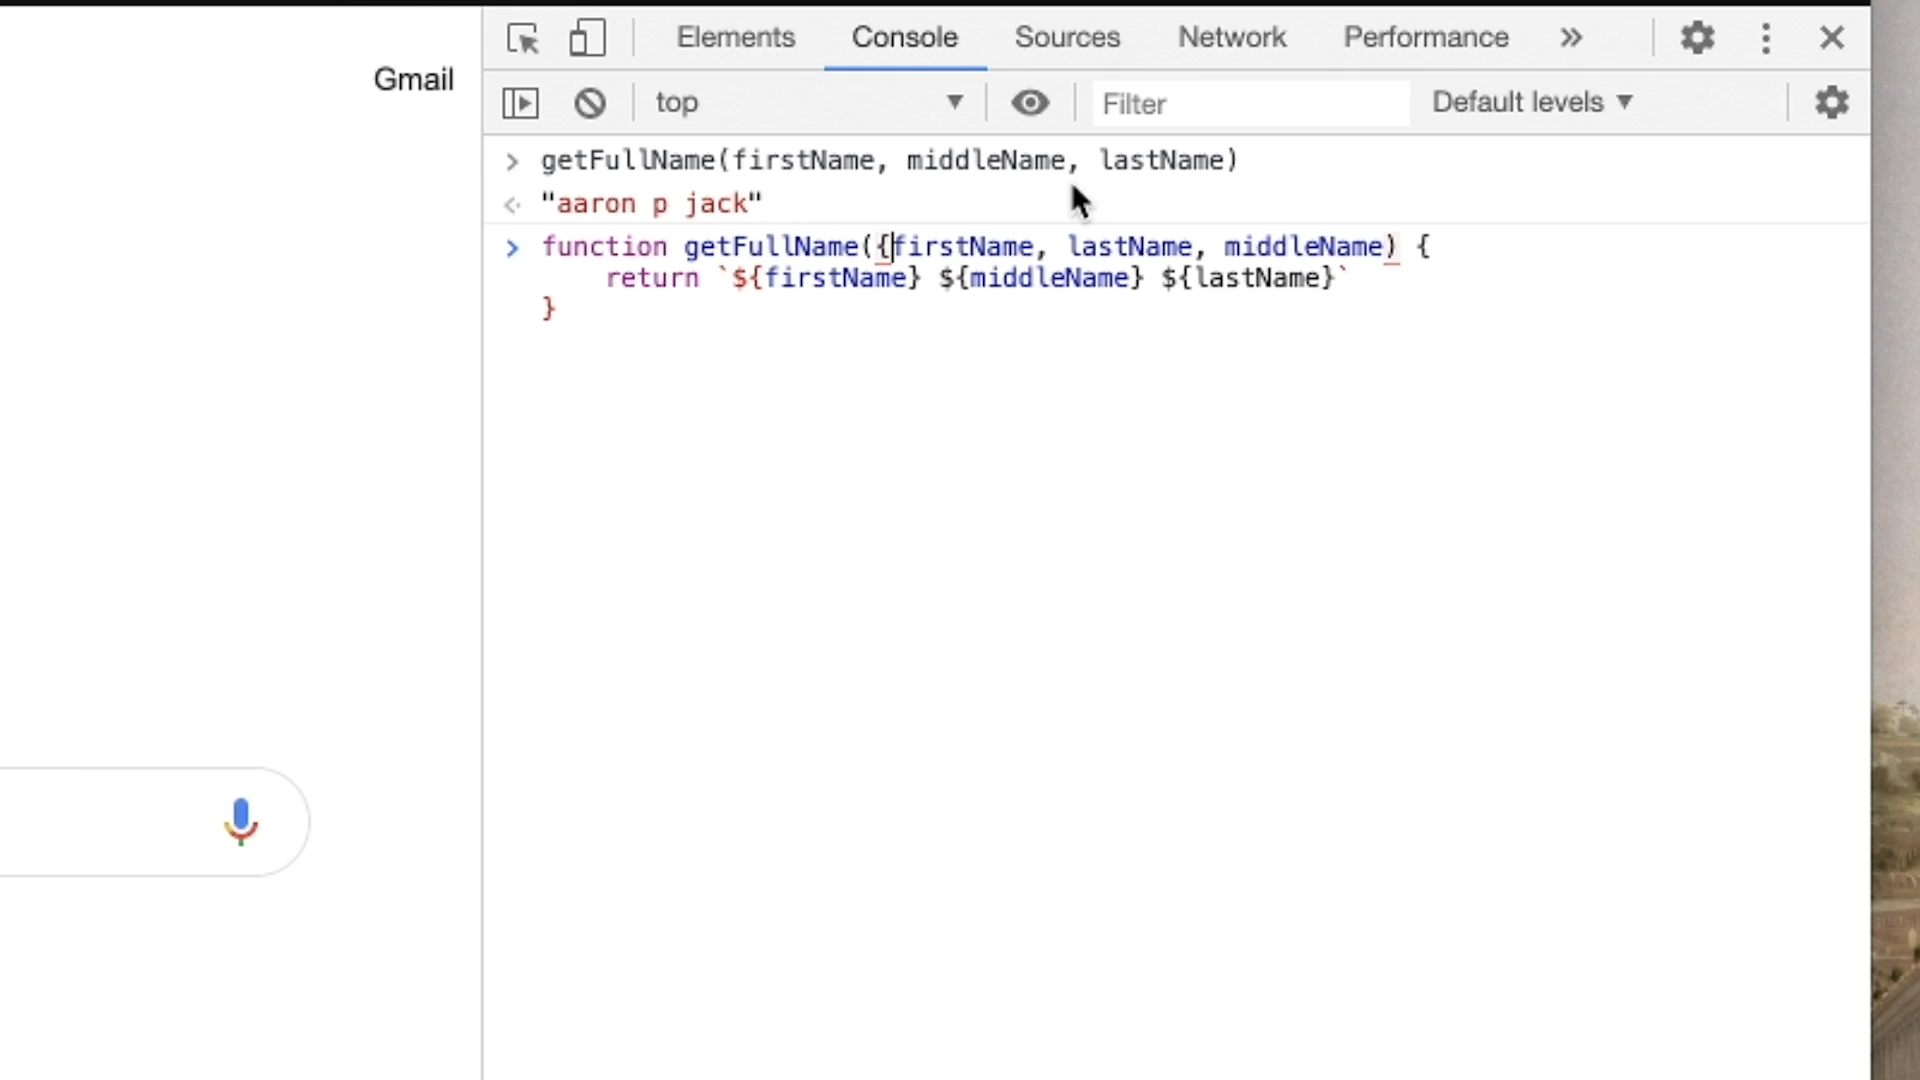 Gmail
Elements Console Sources Network Performance »
top Filter Default levels
> getFullName(firstName, middleName, lastName)
"aaron p jack"
> function getFullName({firstName, lastName, middleName) {
return `${firstName} ${middleName} ${lastName}`
}